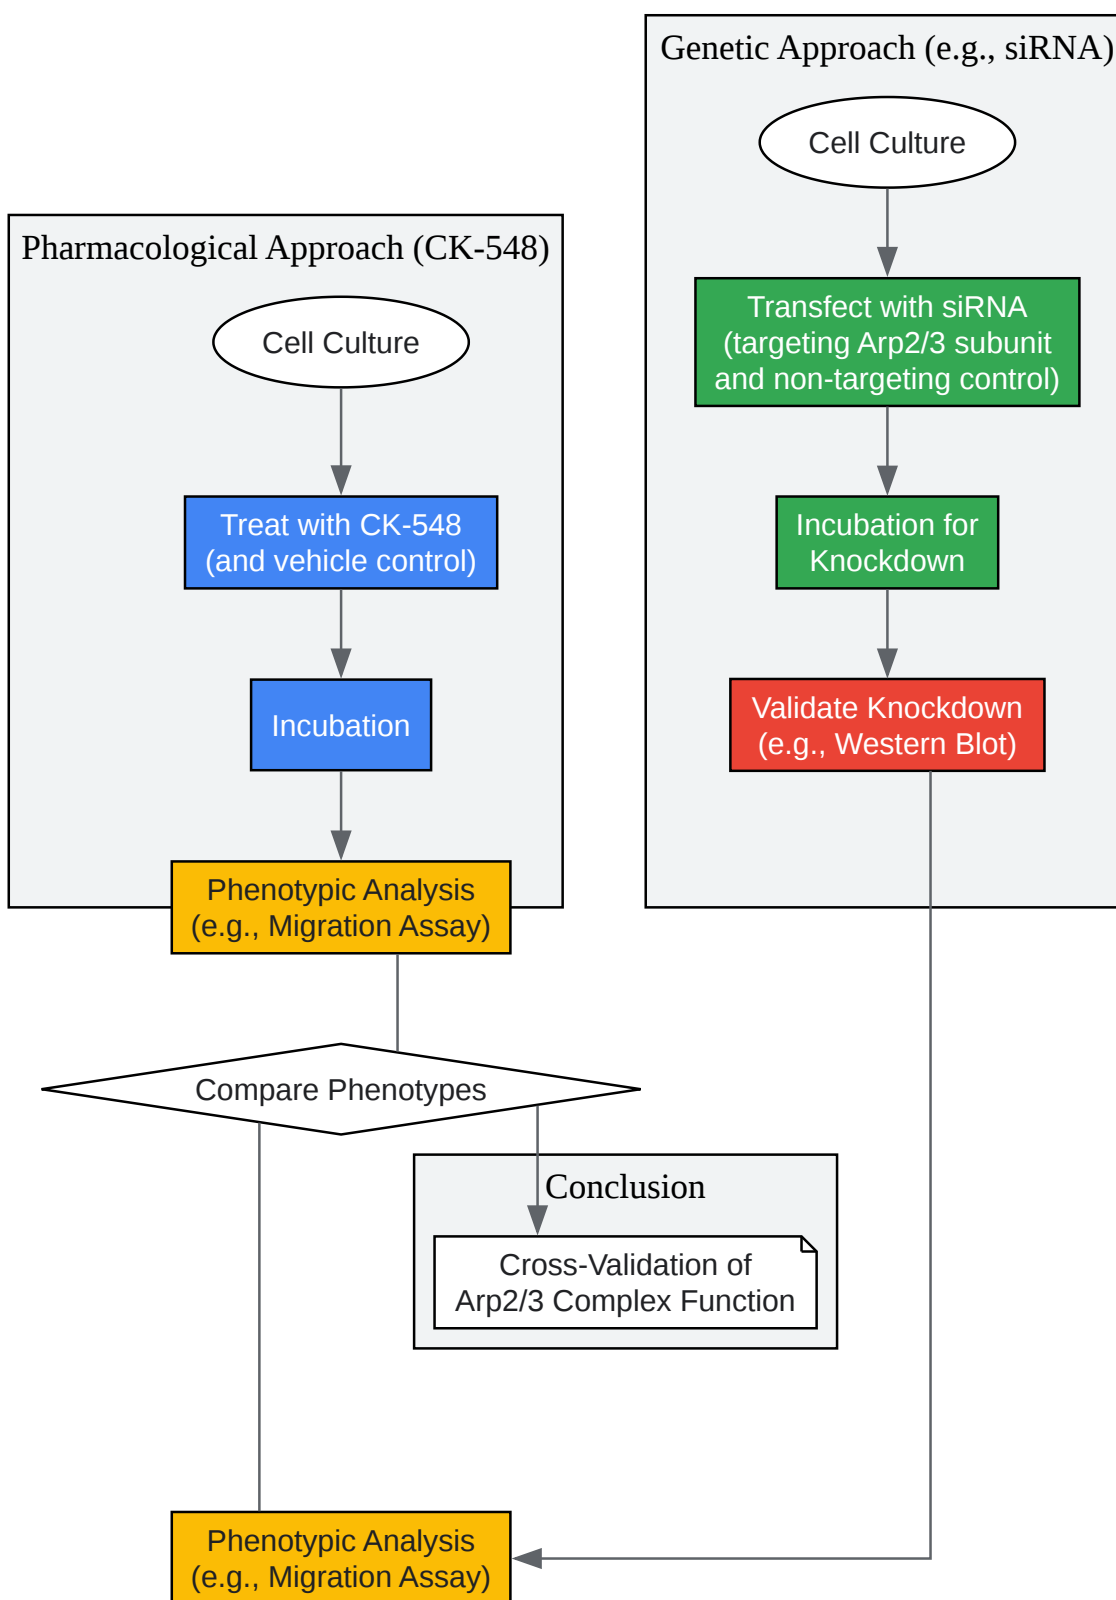 Genetic Approach (e.g., siRNA)
Cell Culture
Transfect with siRNA
(targeting Arp2/3 subunit
and non-targeting control)
Incubation for
Knockdown
Validate Knockdown
(e.g., Western Blot)
Pharmacological Approach (CK-548)
Cell Culture
Treat with CK-548
(and vehicle control)
Incubation
Phenotypic Analysis
(e.g., Migration Assay)
Compare Phenotypes
Conclusion
Cross-Validation of
Arp2/3 Complex Function
Phenotypic Analysis
(e.g., Migration Assay)